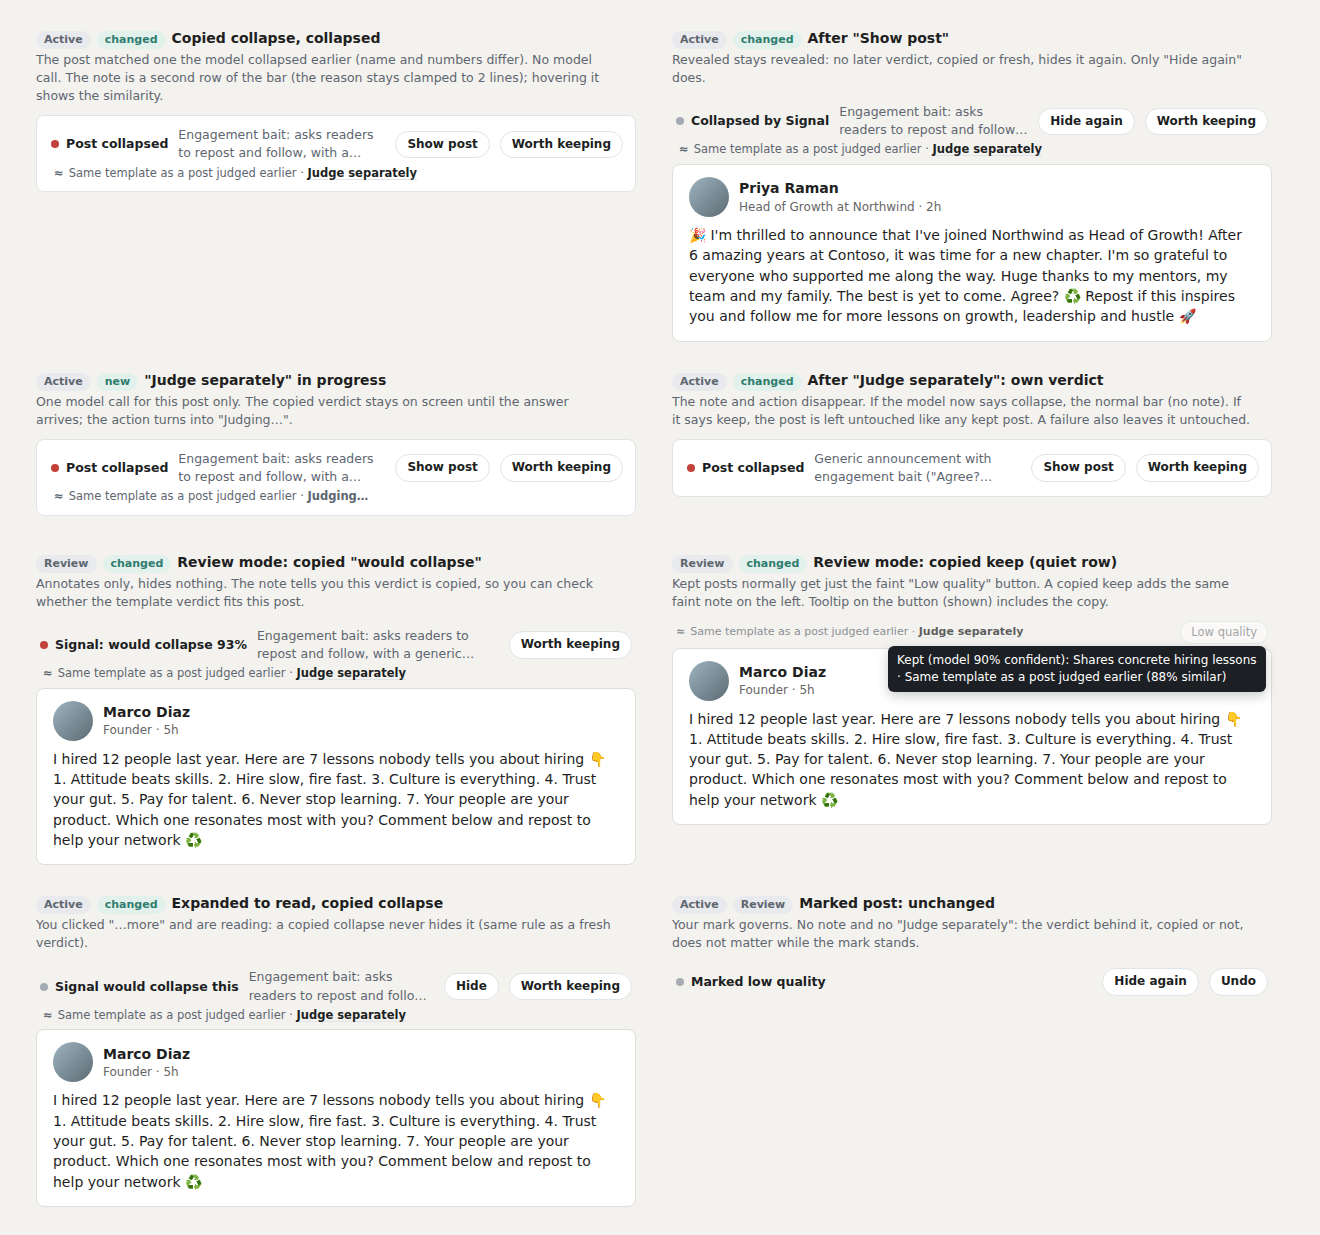 Active changed Copied collapse, collapsed
The post matched one the model collapsed earlier (name and numbers differ). No model
call. The note is a second row of the bar (the reason stays clamped to 2 lines); hovering it
shows the similarity.
Post collapsed Engagement bait: asks readers
to repost and follow, with a…
Show post Worth keeping
≈ Same template as a post judged earlier · Judge separately
Active changed After "Show post"
Revealed stays revealed: no later verdict, copied or fresh, hides it again. Only "Hide again"
does.
Collapsed by Signal Engagement bait: asks
readers to repost and follow…
Hide again Worth keeping
≈ Same template as a post judged earlier · Judge separately
Priya Raman
Head of Growth at Northwind · 2h
🎉 I'm thrilled to announce that I've joined Northwind as Head of Growth! After
6 amazing years at Contoso, it was time for a new chapter. I'm so grateful to
everyone who supported me along the way. Huge thanks to my mentors, my
team and my family. The best is yet to come. Agree? ♻️ Repost if this inspires
you and follow me for more lessons on growth, leadership and hustle 🚀
Active new "Judge separately" in progress
One model call for this post only. The copied verdict stays on screen until the answer
arrives; the action turns into "Judging…".
Post collapsed Engagement bait: asks readers
to repost and follow, with a…
Show post Worth keeping
≈ Same template as a post judged earlier · Judging…
Active changed After "Judge separately": own verdict
The note and action disappear. If the model now says collapse, the normal bar (no note). If
it says keep, the post is left untouched like any kept post. A failure also leaves it untouched.
Post collapsed Generic announcement with
engagement bait ("Agree?…
Show post Worth keeping
Review changed Review mode: copied "would collapse"
Annotates only, hides nothing. The note tells you this verdict is copied, so you can check
whether the template verdict fits this post.
Signal: would collapse 93% Engagement bait: asks readers to
repost and follow, with a generic…
Worth keeping
≈ Same template as a post judged earlier · Judge separately
Marco Diaz
Founder · 5h
I hired 12 people last year. Here are 7 lessons nobody tells you about hiring 👇
1. Attitude beats skills. 2. Hire slow, fire fast. 3. Culture is everything. 4. Trust
your gut. 5. Pay for talent. 6. Never stop learning. 7. Your people are your
product. Which one resonates most with you? Comment below and repost to
help your network ♻️
Review changed Review mode: copied keep (quiet row)
Kept posts normally get just the faint "Low quality" button. A copied keep adds the same
faint note on the left. Tooltip on the button (shown) includes the copy.
≈ Same template as a post judged earlier · Judge separately
Low quality
Kept (model 90% confident): Shares concrete hiring lessons
· Same template as a post judged earlier (88% similar)
Marco Diaz
Founder · 5h
I hired 12 people last year. Here are 7 lessons nobody tells you about hiring 👇
1. Attitude beats skills. 2. Hire slow, fire fast. 3. Culture is everything. 4. Trust
your gut. 5. Pay for talent. 6. Never stop learning. 7. Your people are your
product. Which one resonates most with you? Comment below and repost to
help your network ♻️
Active changed Expanded to read, copied collapse
You clicked "…more" and are reading: a copied collapse never hides it (same rule as a fresh
verdict).
Signal would collapse this Engagement bait: asks
readers to repost and follo…
Hide Worth keeping
≈ Same template as a post judged earlier · Judge separately
Marco Diaz
Founder · 5h
I hired 12 people last year. Here are 7 lessons nobody tells you about hiring 👇
1. Attitude beats skills. 2. Hire slow, fire fast. 3. Culture is everything. 4. Trust
your gut. 5. Pay for talent. 6. Never stop learning. 7. Your people are your
product. Which one resonates most with you? Comment below and repost to
help your network ♻️
Active Review Marked post: unchanged
Your mark governs. No note and no "Judge separately": the verdict behind it, copied or not,
does not matter while the mark stands.
Marked low quality
Hide again Undo